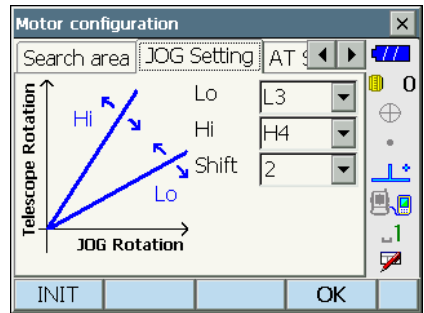 Motor configuration
Search area JOG Setting AT S
0
Telescope Rotation
Hi
Lo
JOG Rotation
Lo L3
Hi H4
Shift 2
1
INIT OK